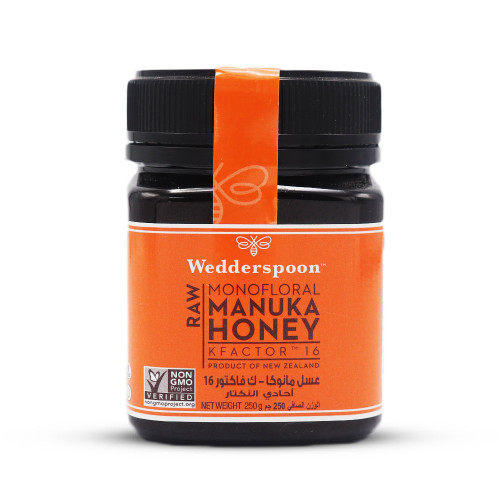 Wedderspoon™
RAW
MONOFLORAL
MANUKA
HONEY
KFACTOR™ 16
PRODUCT OF NEW ZEALAND
عسل مانوكا - ك فاكتور 16
أحادي النكتار
NET WEIGHT 250g الوزن الصافي 250 جم
NON
GMO
Project
VERIFIED
nongmoproject.org